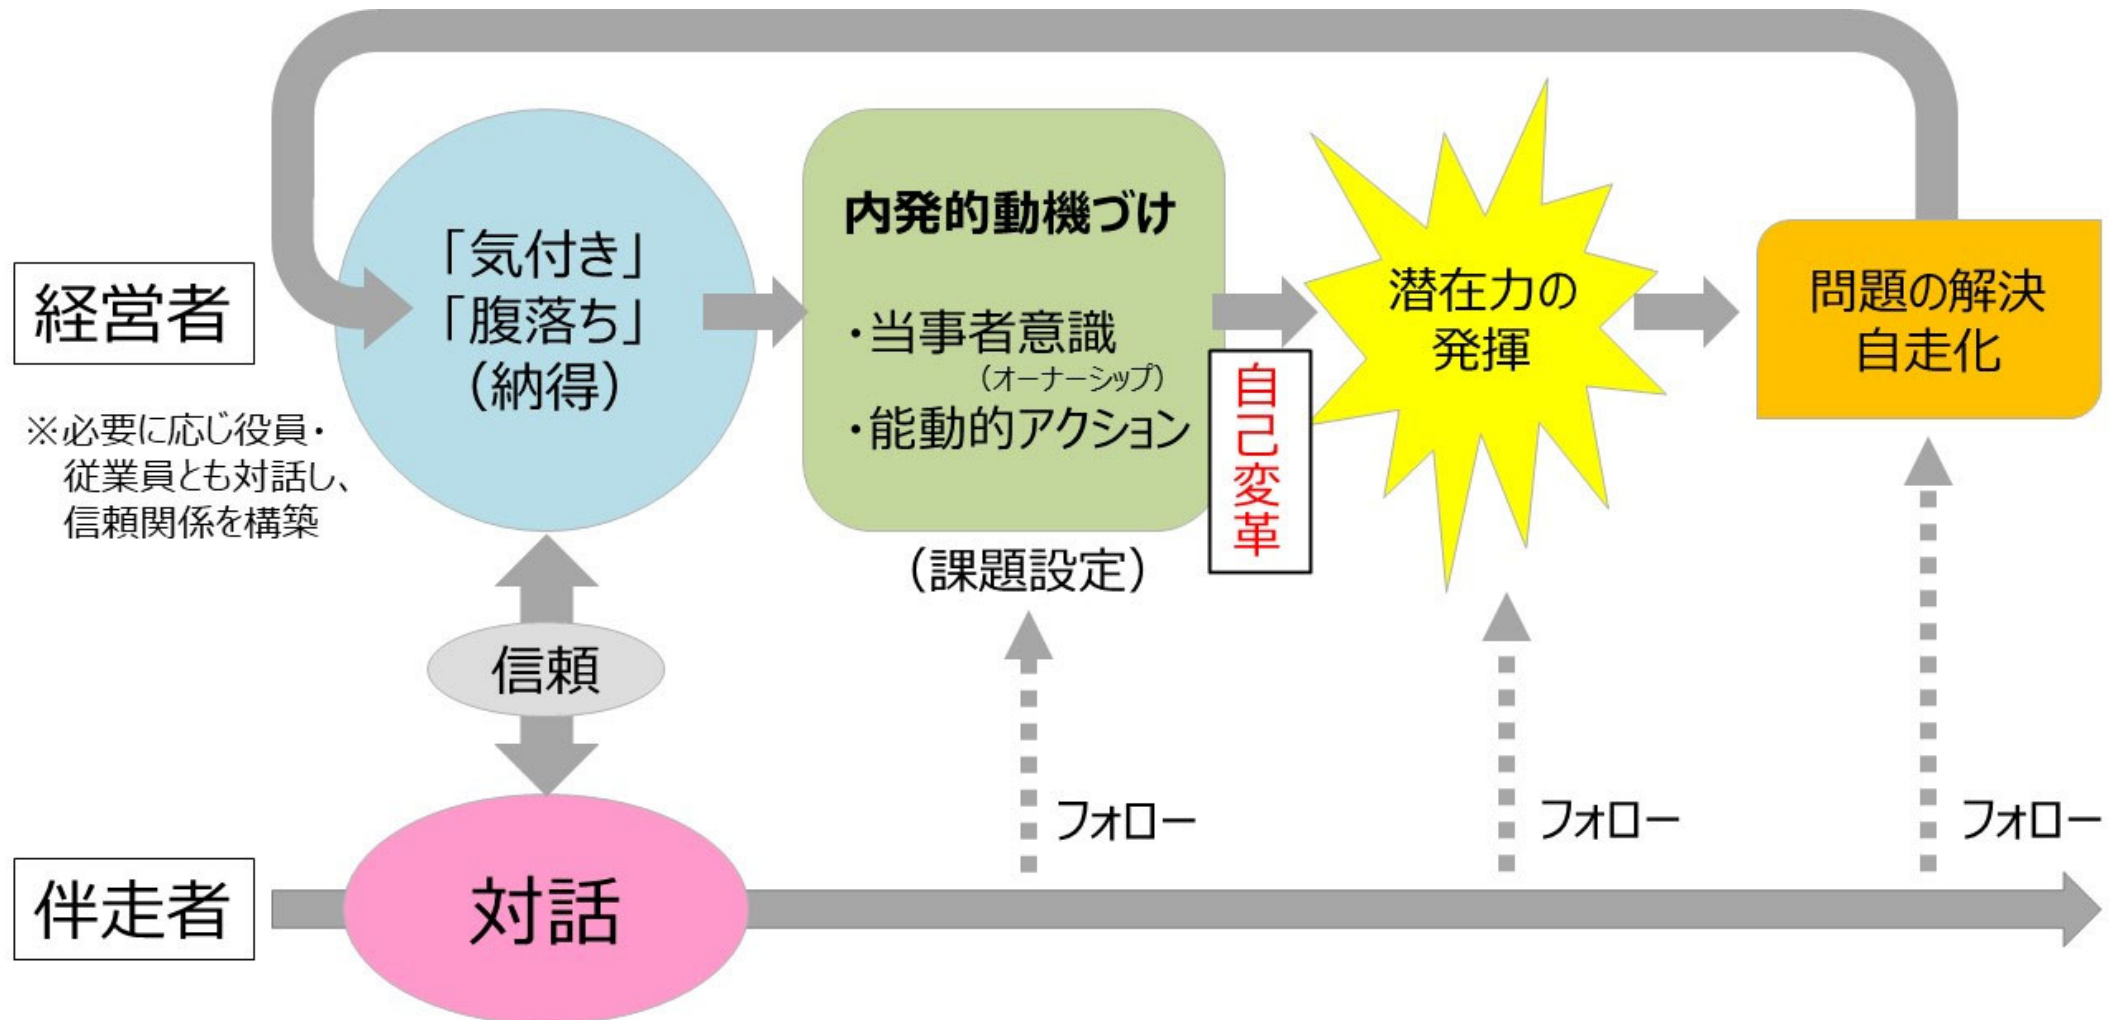 経営者
※必要に応じ役員・
従業員とも対話し、
信頼関係を構築
「気付き」
「腹落ち」
（納得）
内発的動機づけ
・当事者意識
（オーナーシップ）
・能動的アクション
（課題設定）
自己変革
潜在力の
発揮
問題の解決
自走化
信頼
フォロー
フォロー
フォロー
伴走者
対話